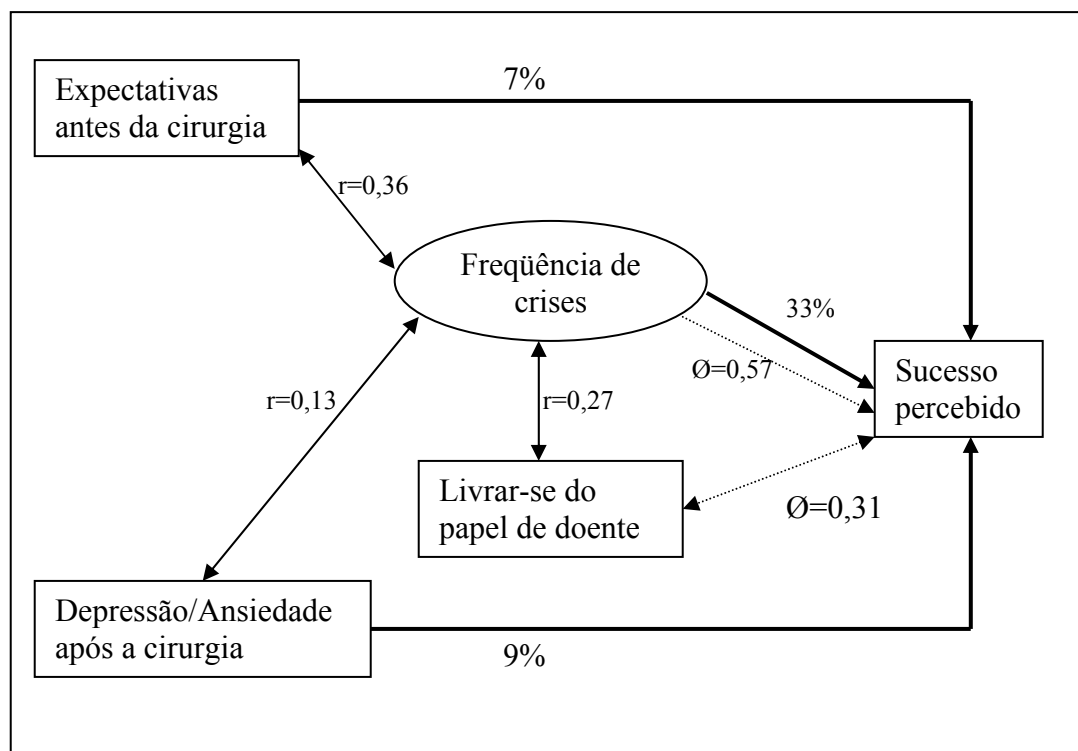 Expectativas
antes da cirurgia
7%
r=0,36
Freqüência de
crises
33%
Ø=0,57
Sucesso
percebido
r=0,13
r=0,27
Livrar-se do
papel de doente
Ø=0,31
Depressão/Ansiedade
após a cirurgia
9%